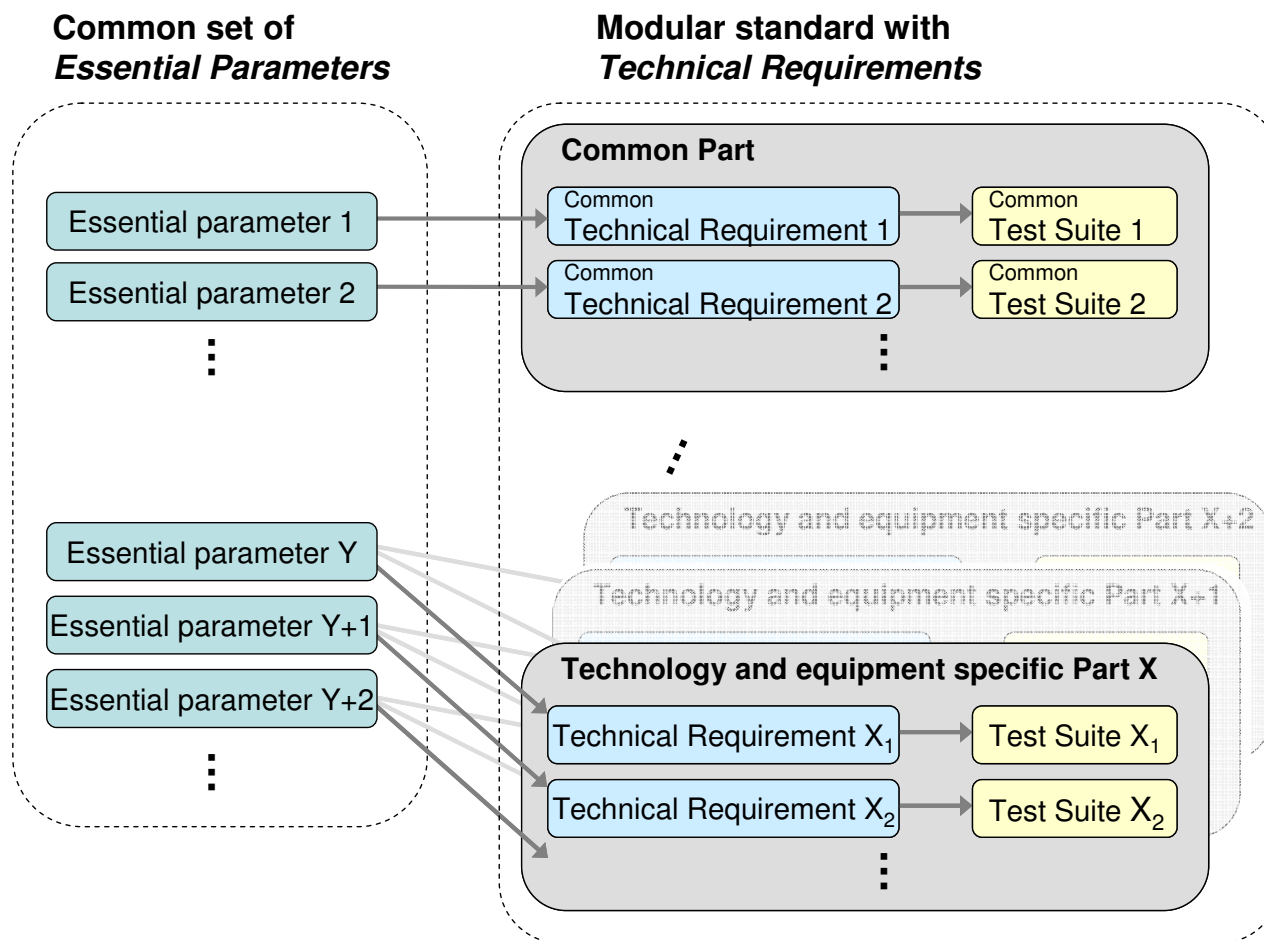 Common set of
Essential Parameters
Modular standard with
Technical Requirements
Common Part
Essential parameter 1
Common
Technical Requirement 1
Common
Test Suite 1
Essential parameter 2
Common
Technical Requirement 2
Common
Test Suite 2
Technology and equipment specific Part X+2
Essential parameter Y
Technology and equipment specific Part X+1
Essential parameter Y+1
Technology and equipment specific Part X
Essential parameter Y+2
Technical Requirement X₁
Test Suite X₁
Technical Requirement X₂
Test Suite X₂